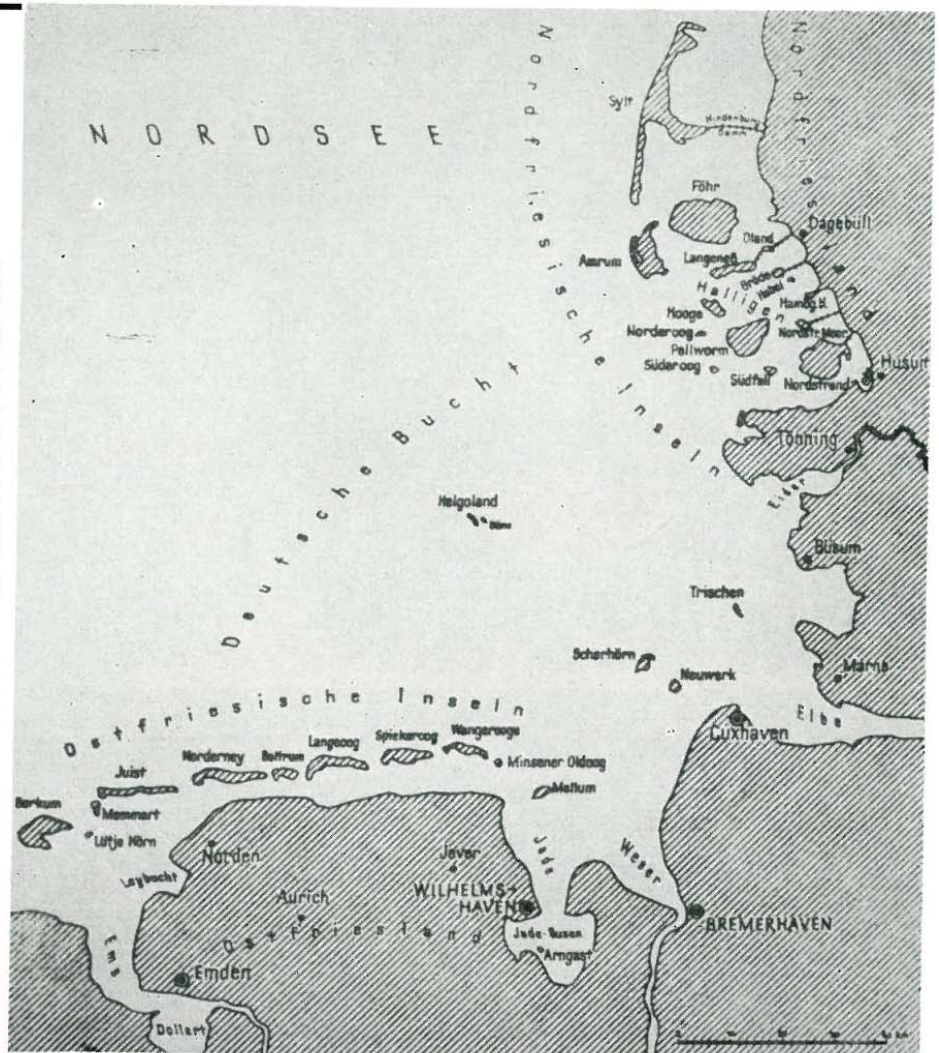 NORDSEE
Nordfriesische Inseln
Nordfriesland
Sylt
Hindenburg
Damm
Föhr
Dagebüll
Oland
Amrum
Langeneß
Gröde
Habel
Halligen
Hambg. H.
Hooge
Norderoog
Nordstr. Moor
Pellworm
Süderoog
Südfall
Nordstrand
Husum
Tönning
Eider
Deutsche Bucht
Helgoland
Düne
Büsum
Trischen
Scharhörn
Neuwerk
Marne
Elbe
Cuxhaven
Ostfriesische Inseln
Borkum
Juist
Norderney
Baltrum
Langeoog
Spiekeroog
Wangerooge
Minsener Oldoog
Mellum
Memmert
Lütje Hörn
Norden
Leybucht
Jever
Jade
Weser
WILHELMS-
HAVEN
Aurich
Ostfriesland
Jade-Busen
Arngast
BREMERHAVEN
Ems
Emden
Dollart